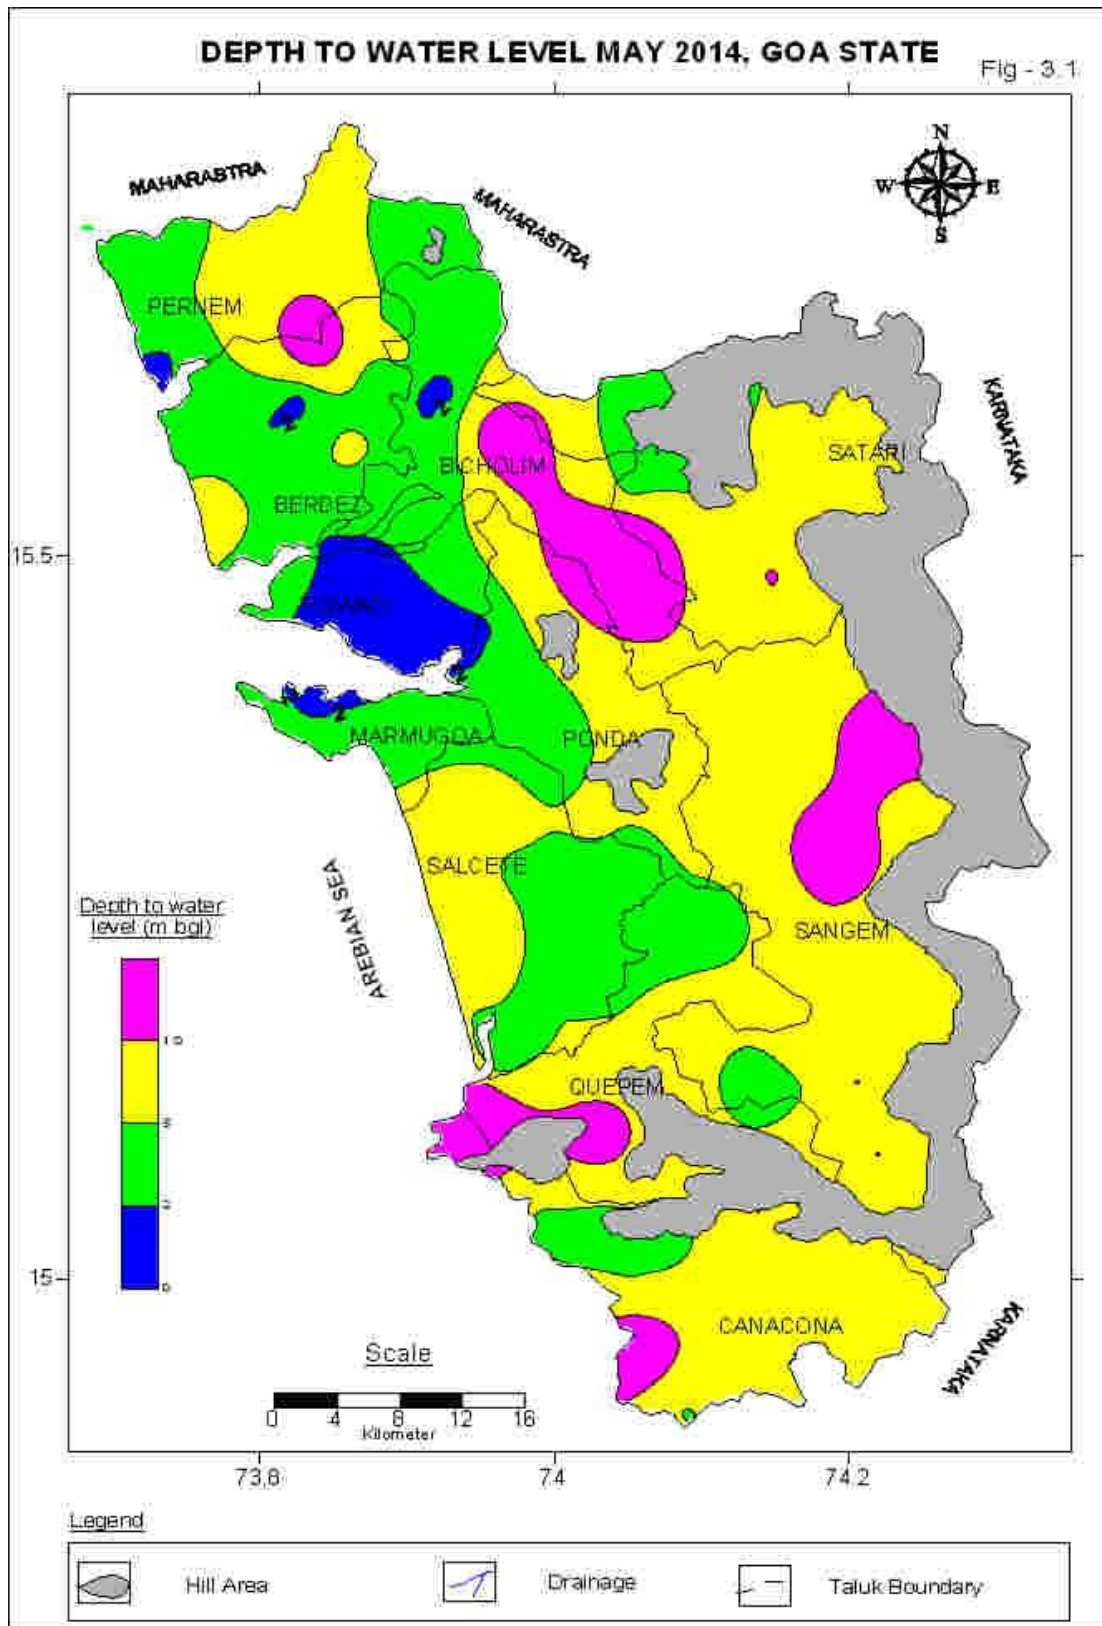 DEPTH TO WATER LEVEL MAY 2014, GOA STATE
Fig - 3.1
MAHARASTRA
MAHARASTRA
N
W E
S
PERNEM
KARNATAKA
SATARI
BICHOLIM
BERDEZ
15.5
MARMUGOA
PONDA
SALCETE
AREBIAN SEA
Depth to water
level (m bgl)
SANGEM
10
QUEPEM
15
CANACONA
KARNATAKA
Scale
0 4 8 12 16
Kilometer
73.8 74 74.2
Legend
Hill Area
Drainage
Taluk Boundary